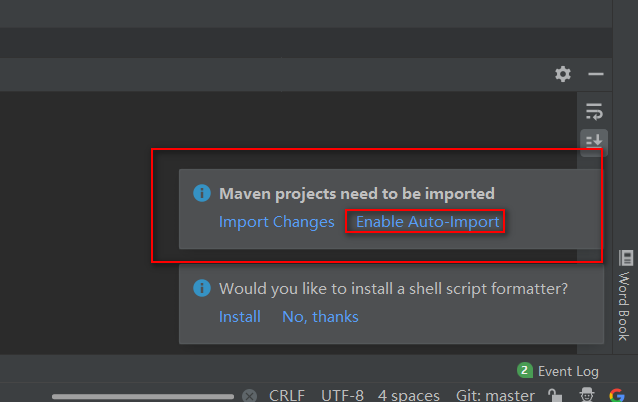 Maven projects need to be imported
Import Changes Enable Auto-Import
Would you like to install a shell script formatter?
Install No, thanks
Word Book
2 Event Log
CRLF UTF-8 4 spaces Git: master